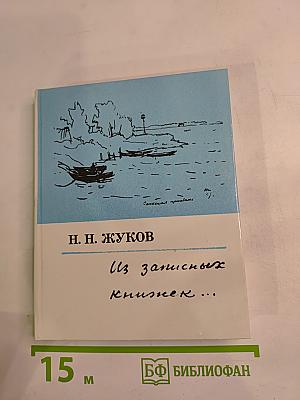 Н. Н. ЖУКОВ
Из записных
книжек...
15 м
БФ БИБЛИОФАН